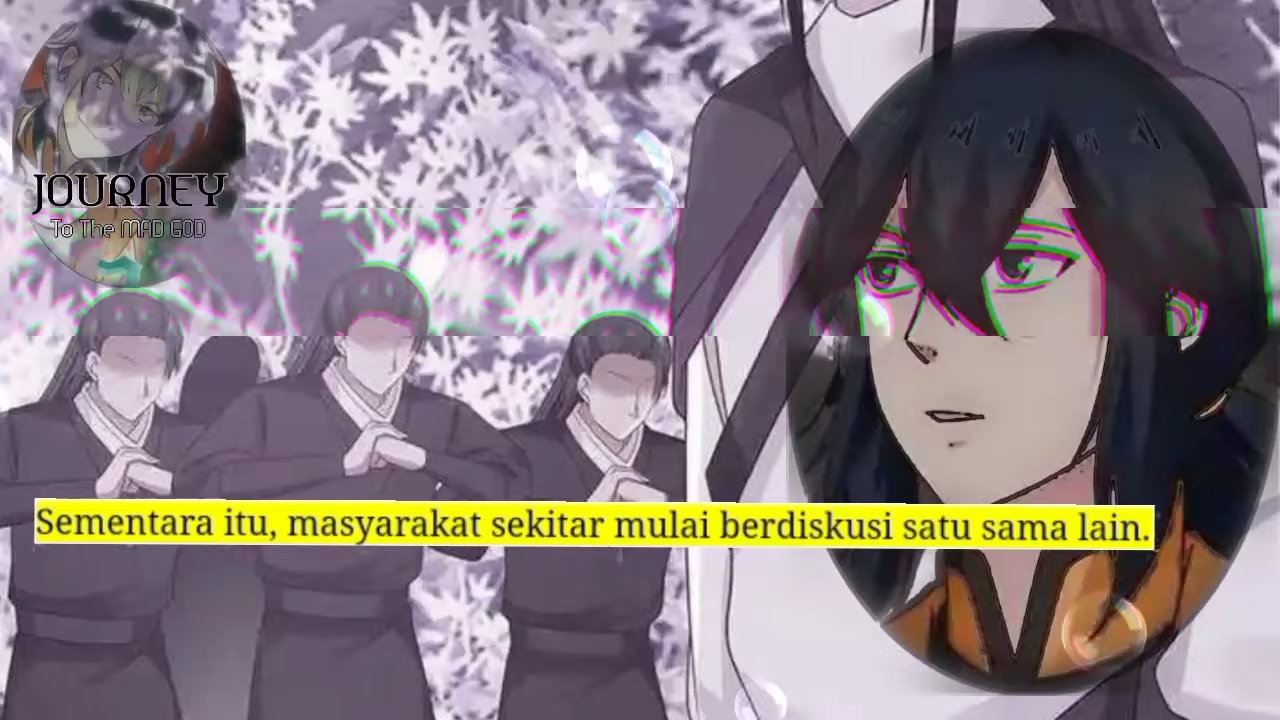 JOURNEY
To The MAD GOD
Sementara itu, masyarakat sekitar mulai berdiskusi satu sama lain.